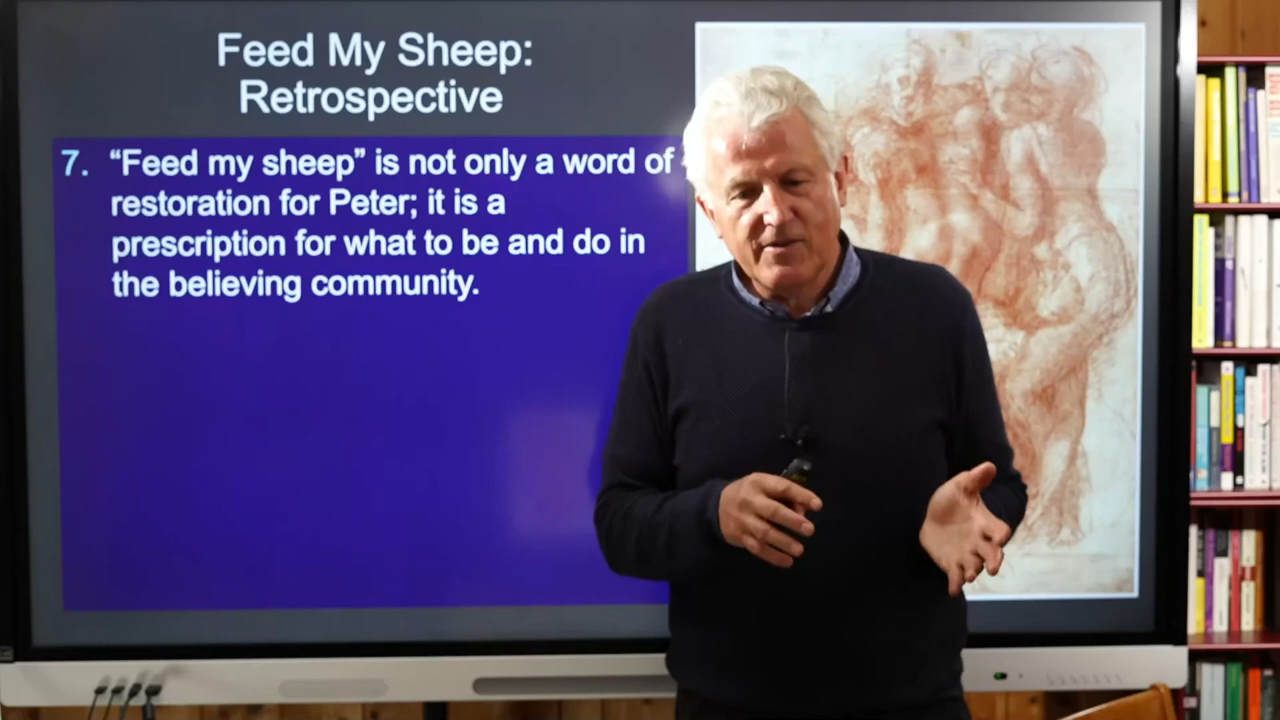 Feed My Sheep:
Retrospective
7. “Feed my sheep” is not only a word of
restoration for Peter; it is a
prescription for what to be and do in
the believing community.